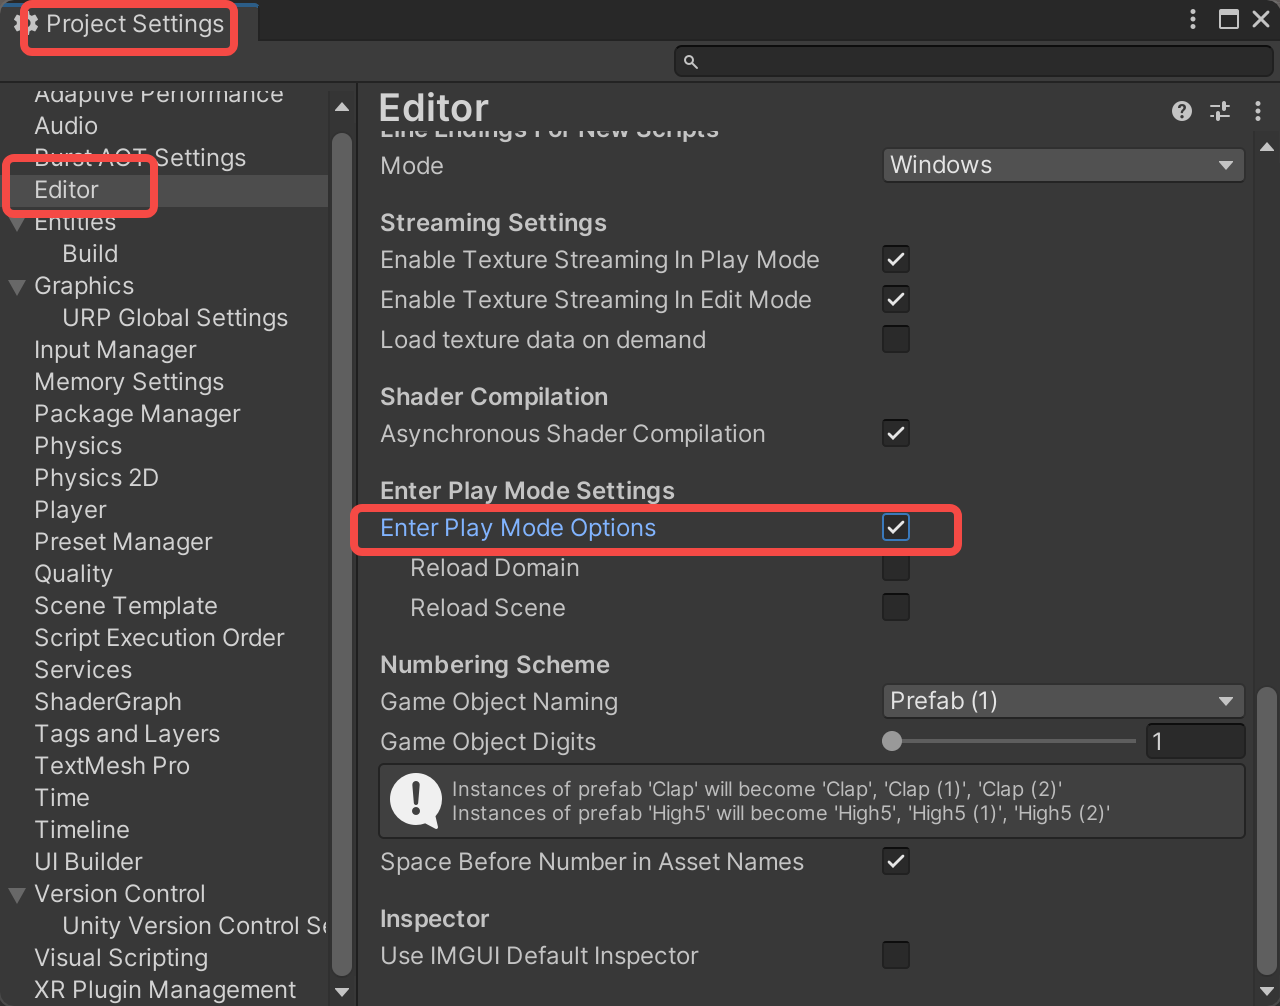 Project Settings
Adaptive Performance
Audio
Burst AOT Settings
Editor
Entities
Build
Graphics
URP Global Settings
Input Manager
Memory Settings
Package Manager
Physics
Physics 2D
Player
Preset Manager
Quality
Scene Template
Script Execution Order
Services
ShaderGraph
Tags and Layers
TextMesh Pro
Time
Timeline
UI Builder
Version Control
Unity Version Control Se
Visual Scripting
XR Plugin Management
Editor
Line Endings For New Scripts
Mode Windows
Streaming Settings
Enable Texture Streaming In Play Mode
Enable Texture Streaming In Edit Mode
Load texture data on demand
Shader Compilation
Asynchronous Shader Compilation
Enter Play Mode Settings
Enter Play Mode Options
Reload Domain
Reload Scene
Numbering Scheme
Game Object Naming Prefab (1)
Game Object Digits 1
Instances of prefab 'Clap' will become 'Clap', 'Clap (1)', 'Clap (2)'
Instances of prefab 'High5' will become 'High5', 'High5 (1)', 'High5 (2)'
Space Before Number in Asset Names
Inspector
Use IMGUI Default Inspector